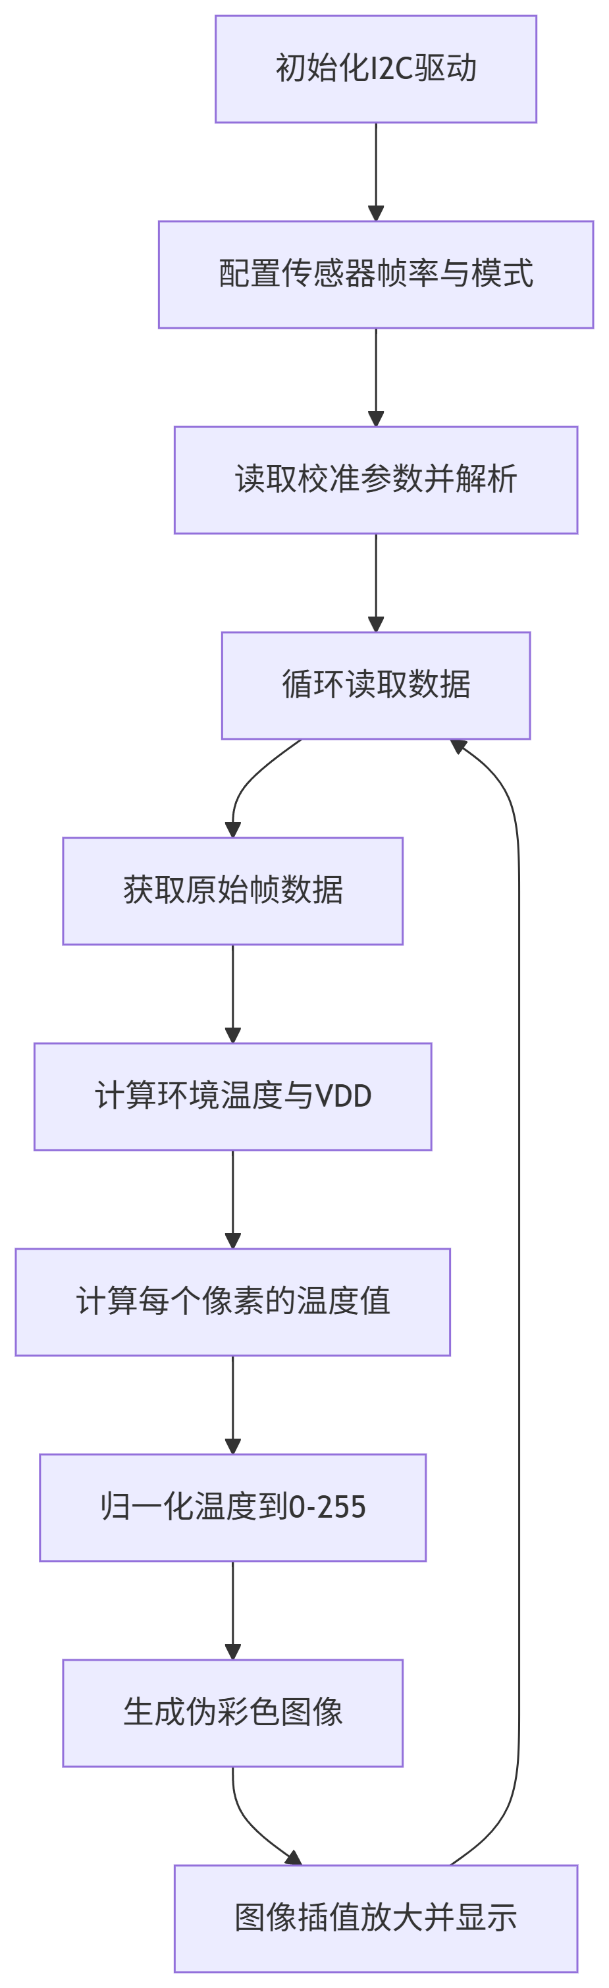 初始化I2C驱动
配置传感器帧率与模式
读取校准参数并解析
循环读取数据
获取原始帧数据
计算环境温度与VDD
计算每个像素的温度值
归一化温度到0-255
生成伪彩色图像
图像插值放大并显示